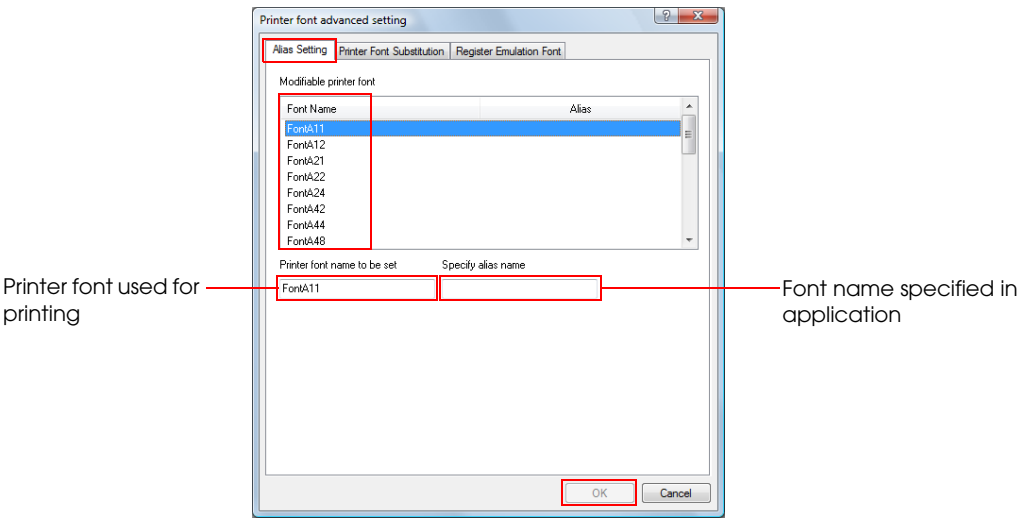 Printer font advanced setting
Alias Setting Printer Font Substitution Register Emulation Font
Modifiable printer font
Font Name Alias
FontA11
FontA12
FontA21
FontA22
FontA24
FontA42
FontA44
FontA48
Printer font name to be set Specify alias name
FontA11
Printer font used for
printing
Font name specified in
application
OK Cancel